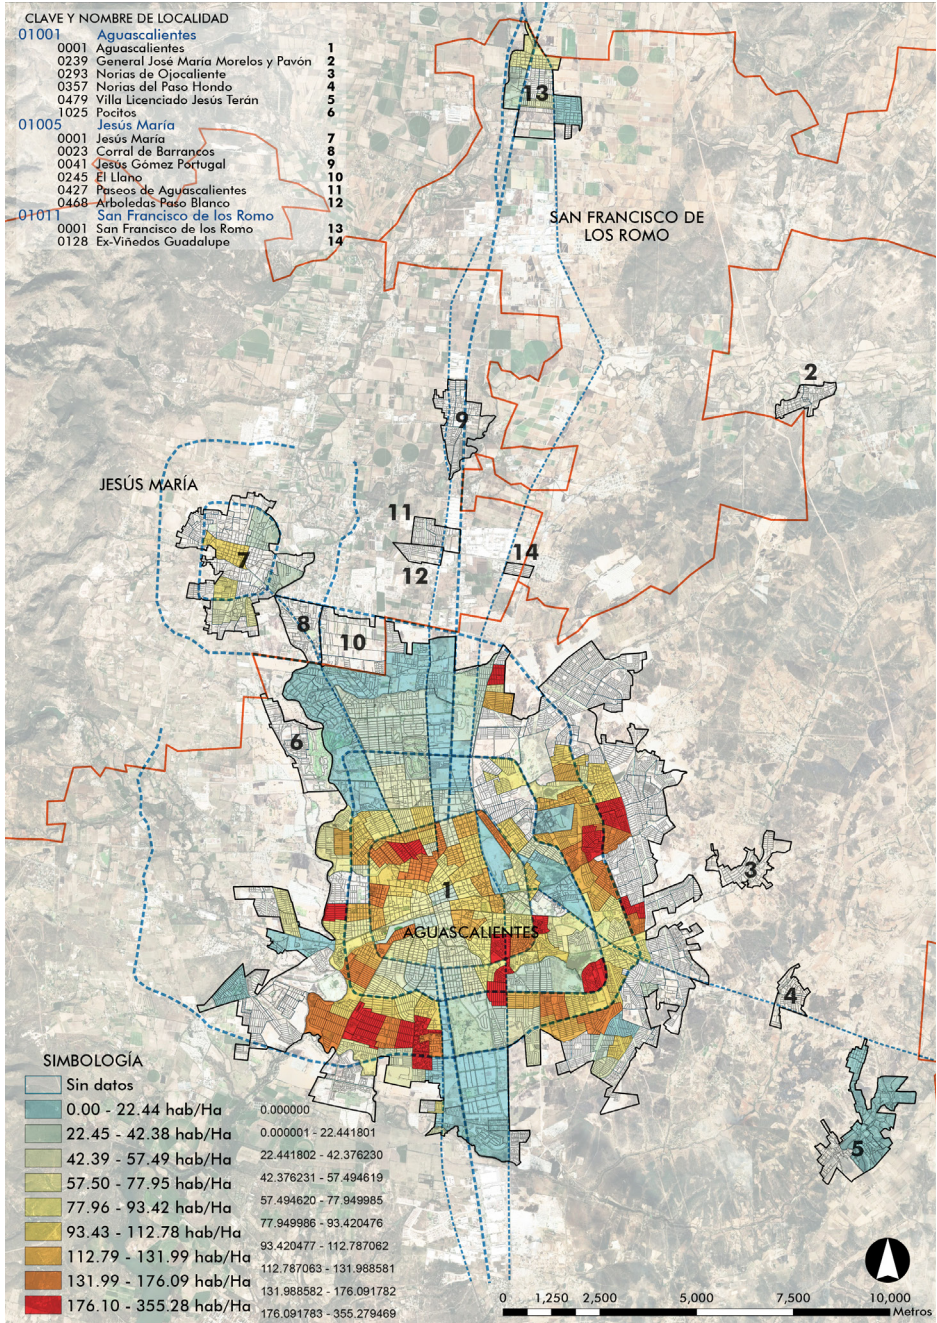 CLAVE Y NOMBRE DE LOCALIDAD
01001 Aguascalientes
0001 Aguascalientes 1
0239 General José María Morelos y Pavón 2
0293 Norias de Ojocaliente 3
0357 Norias del Paso Hondo 4
0479 Villa Licenciado Jesús Terán 5
1025 Pocitos 6
01005 Jesús María
0001 Jesús María 7
0023 Corral de Barrancos 8
0041 Jesús Gómez Portugal 9
0245 El Llano 10
0427 Paseos de Aguascalientes 11
0468 Arboledas Paso Blanco 12
01011 San Francisco de los Romo
0001 San Francisco de los Romo 13
0128 Ex-Viñedos Guadalupe 14
13
SAN FRANCISCO DE
LOS ROMO
2
9
JESÚS MARÍA
11
14
7
12
8
10
6
3
1
AGUASCALIENTES
4
5
SIMBOLOGÍA
Sin datos
0.00 - 22.44 hab/Ha 0.000000
22.45 - 42.38 hab/Ha 0.000001 - 22.441801
42.39 - 57.49 hab/Ha 22.441802 - 42.376230
57.50 - 77.95 hab/Ha 42.376231 - 57.494619
77.96 - 93.42 hab/Ha 57.494620 - 77.949985
93.43 - 112.78 hab/Ha 77.949986 - 93.420476
112.79 - 131.99 hab/Ha 93.420477 - 112.787062
131.99 - 176.09 hab/Ha 112.787063 - 131.988581
176.10 - 355.28 hab/Ha 131.988582 - 176.091782
176.091783 - 355.279469
0 1,250 2,500 5,000 7,500 10,000
Metros